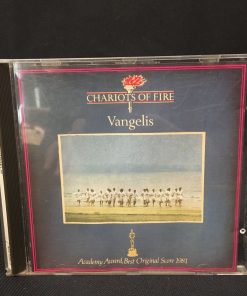 CHARIOTS OF FIRE
Vangelis
Academy Award, Best Original Score 1981